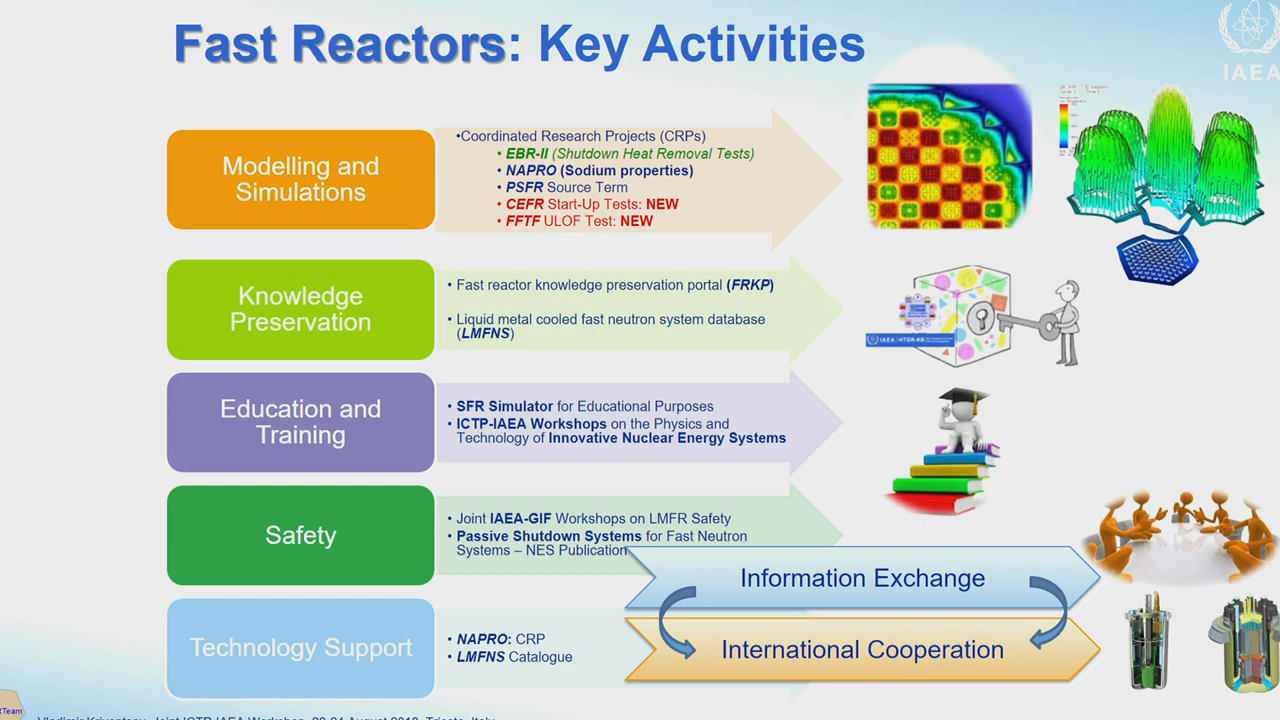 Fast Reactors: Key Activities
IAEA
Modelling and
Simulations
•Coordinated Research Projects (CRPs)
• EBR-II (Shutdown Heat Removal Tests)
• NAPRO (Sodium properties)
• PSFR Source Term
• CEFR Start-Up Tests: NEW
• FFTF ULOF Test: NEW
Knowledge
Preservation
• Fast reactor knowledge preservation portal (FRKP)
• Liquid metal cooled fast neutron system database
(LMFNS)
IAEA HTGR-KB
Education and
Training
• SFR Simulator for Educational Purposes
• ICTP-IAEA Workshops on the Physics and
Technology of Innovative Nuclear Energy Systems
Safety
• Joint IAEA-GIF Workshops on LMFR Safety
• Passive Shutdown Systems for Fast Neutron
Systems – NES Publication
Information Exchange
Technology Support
• NAPRO: CRP
• LMFNS Catalogue
International Cooperation
Team